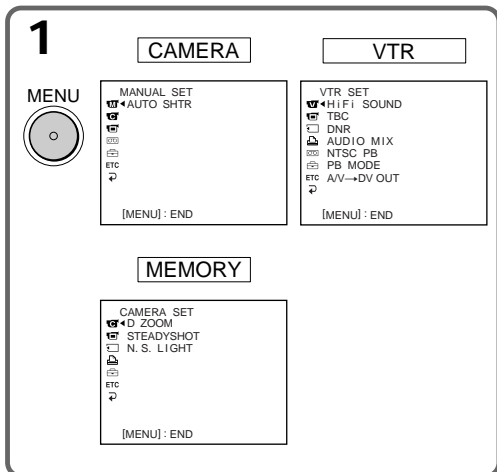 1
CAMERA
VTR
MENU
MANUAL SET
AUTO SHTR
ETC
[MENU] : END
VTR SET
HiFi SOUND
TBC
DNR
AUDIO MIX
NTSC PB
PB MODE
ETC A/V→DV OUT
[MENU] : END
MEMORY
CAMERA SET
D ZOOM
STEADYSHOT
N. S. LIGHT
ETC
[MENU] : END